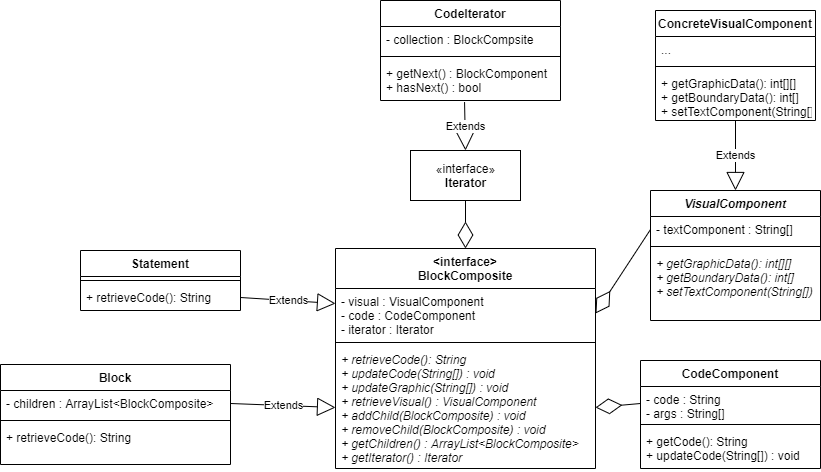 CodeIterator
- collection : BlockCompsite
+ getNext() : BlockComponent
+ hasNext() : bool
Extends
«interface»
Iterator
ConcreteVisualComponent
...
+ getGraphicData(): int[][]
+ getBoundaryData(): int[]
+ setTextComponent(String[]
Extends
VisualComponent
- textComponent : String[]
+ getGraphicData(): int[][]
+ getBoundaryData(): int[]
+ setTextComponent(String[])
Statement
+ retrieveCode(): String
Extends
<interface>
BlockComposite
- visual : VisualComponent
- code : CodeComponent
- iterator : Iterator
+ retrieveCode(): String
+ updateCode(String[]) : void
+ updateGraphic(String[]) : void
+ retrieveVisual() : VisualComponent
+ addChild(BlockComposite) : void
+ removeChild(BlockComposite) : void
+ getChildren() : ArrayList<BlockComposite>
+ getIterator() : Iterator
Block
- children : ArrayList<BlockComposite>
+ retrieveCode(): String
Extends
CodeComponent
- code : String
- args : String[]
+ getCode(): String
+ updateCode(String[]) : void